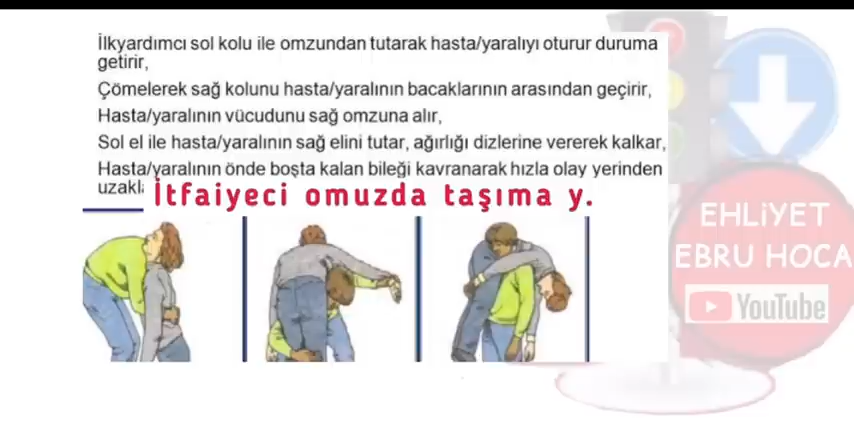 İlkyardımcı sol kolu ile omzundan tutarak hasta/yaralıyı oturur duruma
getirir,
Çömelerek sağ kolunu hasta/yaralının bacaklarının arasından geçirir,
Hasta/yaralının vücudunu sağ omzuna alır,
Sol el ile hasta/yaralının sağ elini tutar, ağırlığı dizlerine vererek kalkar,
Hasta/yaralının önde boşta kalan bileği kavranarak hızla olay yerinden
İtfaiyeci omuzda taşıma y.
EHLİYET
EBRU HOCA
YouTube